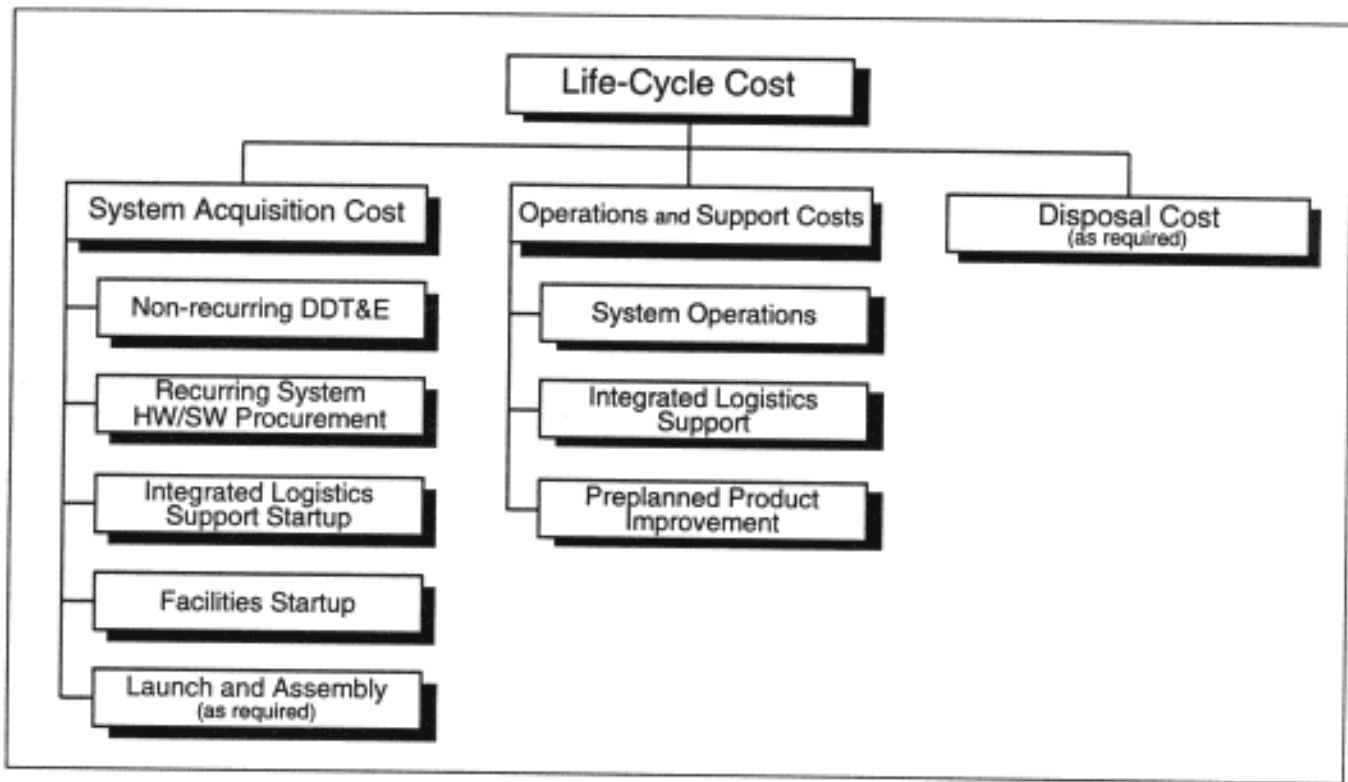 Life-Cycle Cost
System Acquisition Cost
Non-recurring DDT&E
Recurring System
HW/SW Procurement
Integrated Logistics
Support Startup
Facilities Startup
Launch and Assembly
(as required)
Operations and Support Costs
System Operations
Integrated Logistics
Support
Preplanned Product
Improvement
Disposal Cost
(as required)